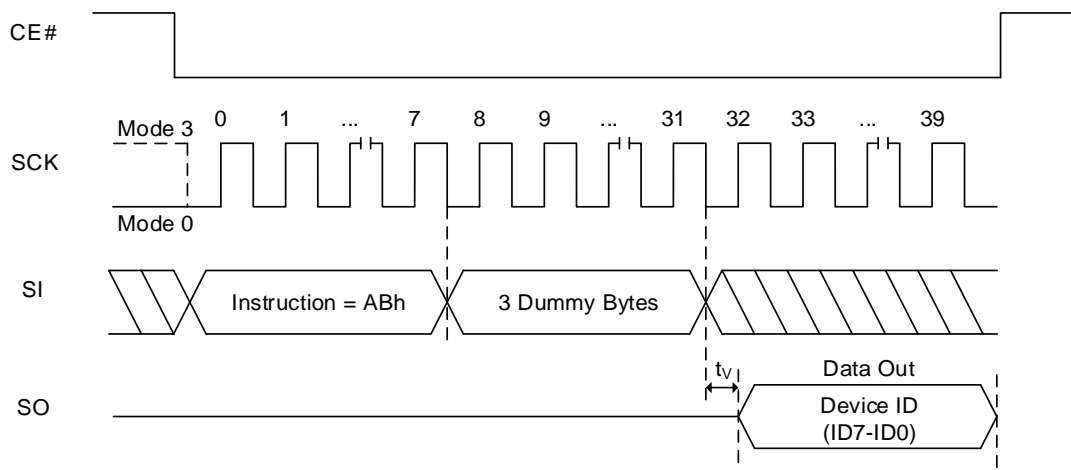 CE#
0 1 ... 7 8 9 ... 31 32 33 ... 39
Mode 3
SCK
Mode 0
SI
Instruction = ABh
3 Dummy Bytes
tV
Data Out
SO
Device ID
(ID7-ID0)